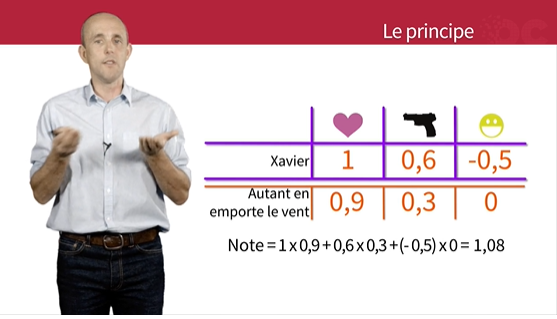 Le principe
Xavier 1 0,6 -0,5
Autant en
emporte le vent 0,9 0,3 0
Note = 1 x 0,9 + 0,6 x 0,3 + (- 0,5) x 0 = 1,08